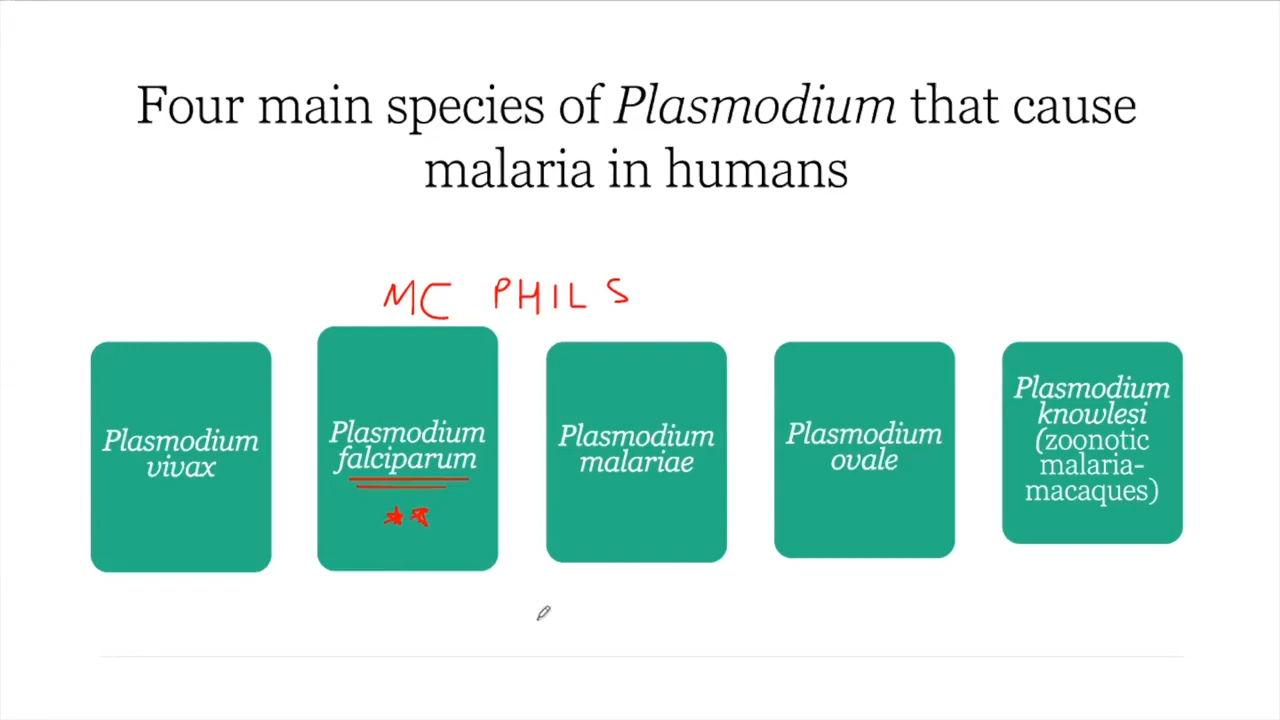 Four main species of Plasmodium that cause
malaria in humans
MC PHILS
Plasmodium
vivax
Plasmodium
falciparum
Plasmodium
malariae
Plasmodium
ovale
Plasmodium
knowlesi
(zoonotic
malaria-
macaques)